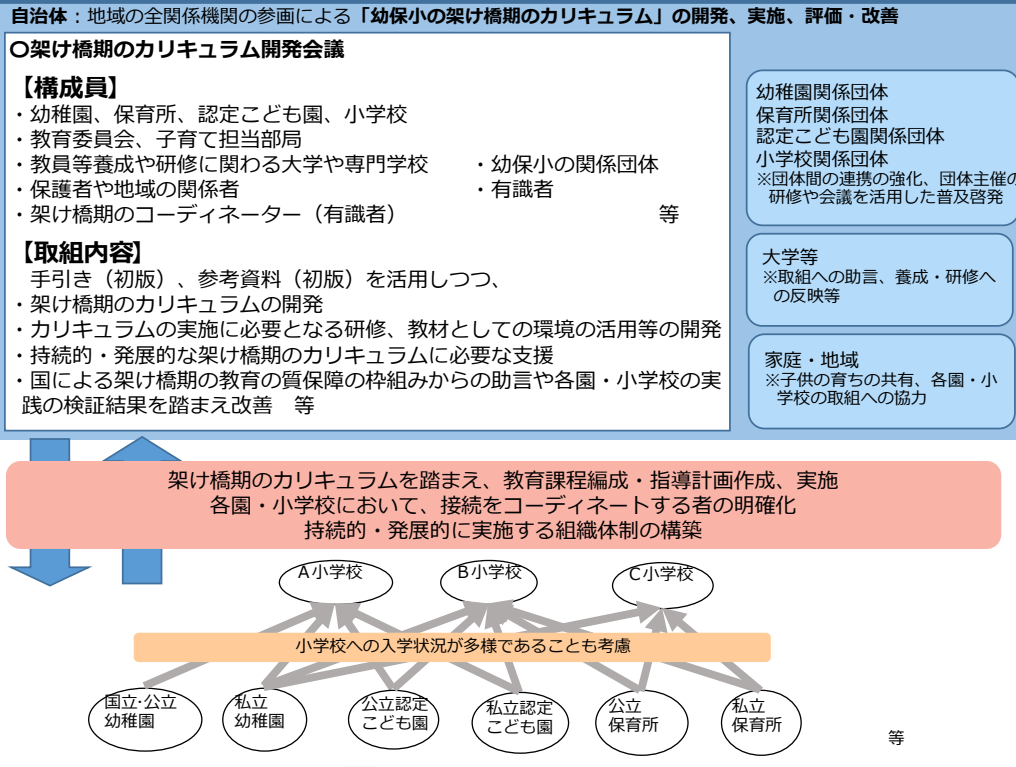 自治体：地域の全関係機関の参画による「幼保小の架け橋期のカリキュラム」の開発、実施、評価・改善
〇架け橋期のカリキュラム開発会議
【構成員】
・幼稚園、保育所、認定こども園、小学校
・教育委員会、子育て担当部局
・教員等養成や研修に関わる大学や専門学校　・幼保小の関係団体
・保護者や地域の関係者　・有識者
・架け橋期のコーディネーター（有識者）　等
【取組内容】
手引き（初版）、参考資料（初版）を活用しつつ、
・架け橋期のカリキュラムの開発
・カリキュラムの実施に必要となる研修、教材としての環境の活用等の開発
・持続的・発展的な架け橋期のカリキュラムに必要な支援
・国による架け橋期の教育の質保障の枠組みからの助言や各園・小学校の実
践の検証結果を踏まえ改善　等
幼稚園関係団体
保育所関係団体
認定こども園関係団体
小学校関係団体
※団体間の連携の強化、団体主催の
研修や会議を活用した普及啓発
大学等
※取組への助言、養成・研修へ
の反映等
家庭・地域
※子供の育ちの共有、各園・小
学校の取組への協力
架け橋期のカリキュラムを踏まえ、教育課程編成・指導計画作成、実施
各園・小学校において、接続をコーディネートする者の明確化
持続的・発展的に実施する組織体制の構築
A小学校
B小学校
C小学校
小学校への入学状況が多様であることも考慮
国立·公立
幼稚園
私立
幼稚園
公立認定
こども園
私立認定
こども園
公立
保育所
私立
保育所
等